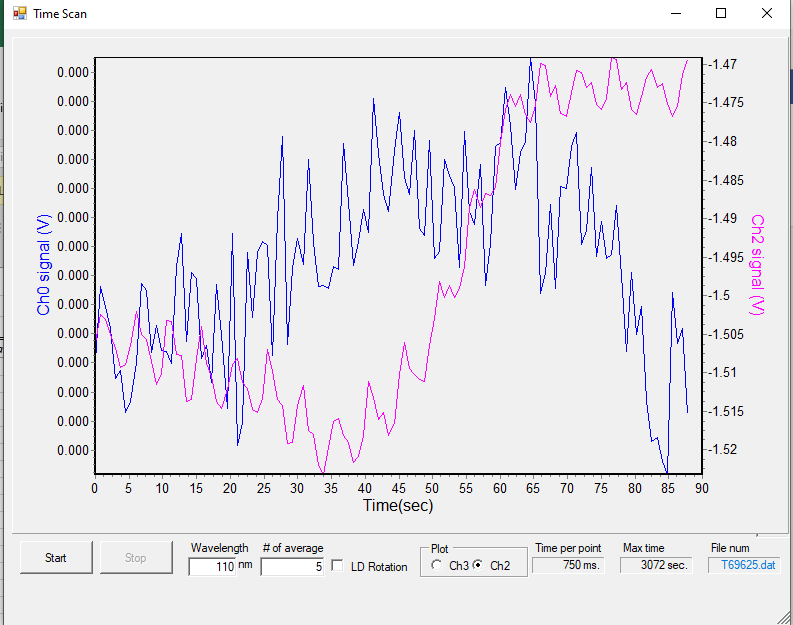 Time Scan
0.000
0.000
0.000
0.000
0.000
0.000
0.000
0.000
0.000
0.000
0.000
0.000
0.000
0.000
Ch0 signal (V)
-1.47
-1.475
-1.48
-1.485
-1.49
-1.495
-1.5
-1.505
-1.51
-1.515
-1.52
Ch2 signal (V)
0 5 10 15 20 25 30 35 40 45 50 55 60 65 70 75 80 85 90
Time(sec)
Start
Stop
Wavelength
110 nm
# of average
5
LD Rotation
Plot
Ch3 Ch2
Time per point
750 ms.
Max time
3072 sec.
File num
T69625.dat